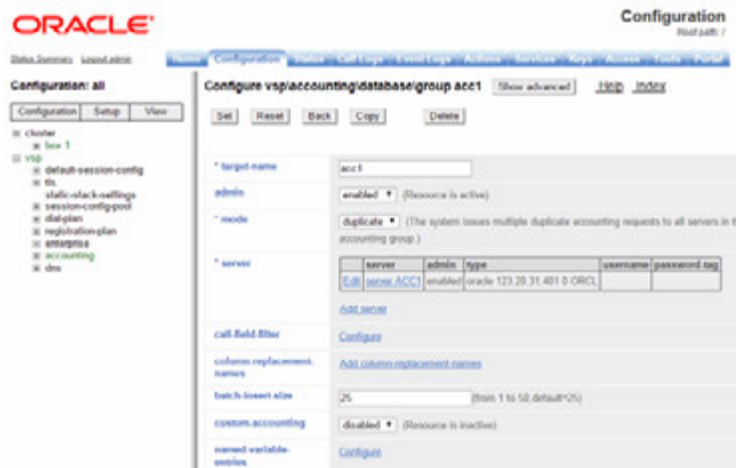 ORACLE
Configuration
Root path: /
Status Summary Logout admin
Home Configuration Status Call Logs Event Logs Actions Services Keys Access Tools Portal
Configuration: all
Configuration Setup View
cluster
box 1
vsp
default-session-config
tls
static-stack-settings
session-config-pool
dial-plan
registration-plan
enterprise
accounting
dns
Configure vsp\accounting\database\group acc1 Show advanced Help Index
Set Reset Back Copy Delete
* target-name acc1
admin enabled (Resource is active)
* mode duplicate (The system issues multiple duplicate accounting requests to all servers in t
accounting group.)
* server
server admin type username password-tag
Edit server ACC1 enabled oracle 123.20.31.401 0 ORCL
Add server
call-field-filter Configure
column-replacement-names Add column-replacement-names
batch-insert-size 25 (from 1 to 50,default=25)
custom-accounting disabled (Resource is inactive)
named-variable-entries Configure